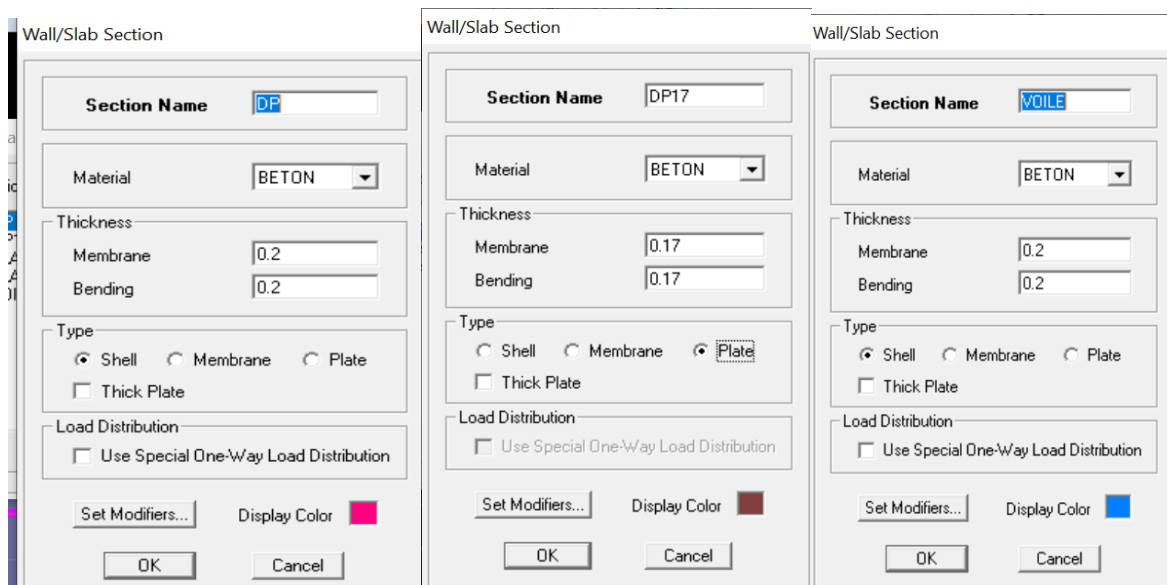 Wall/Slab Section
Section Name DP
Material BETON
Thickness
Membrane 0.2
Bending 0.2
Type
Shell Membrane Plate
Thick Plate
Load Distribution
Use Special One-Way Load Distribution
Set Modifiers... Display Color
OK Cancel
Wall/Slab Section
Section Name DP17
Material BETON
Thickness
Membrane 0.17
Bending 0.17
Type
Shell Membrane Plate
Thick Plate
Load Distribution
Use Special One-Way Load Distribution
Set Modifiers... Display Color
OK Cancel
Wall/Slab Section
Section Name VOILE
Material BETON
Thickness
Membrane 0.2
Bending 0.2
Type
Shell Membrane Plate
Thick Plate
Load Distribution
Use Special One-Way Load Distribution
Set Modifiers... Display Color
OK Cancel